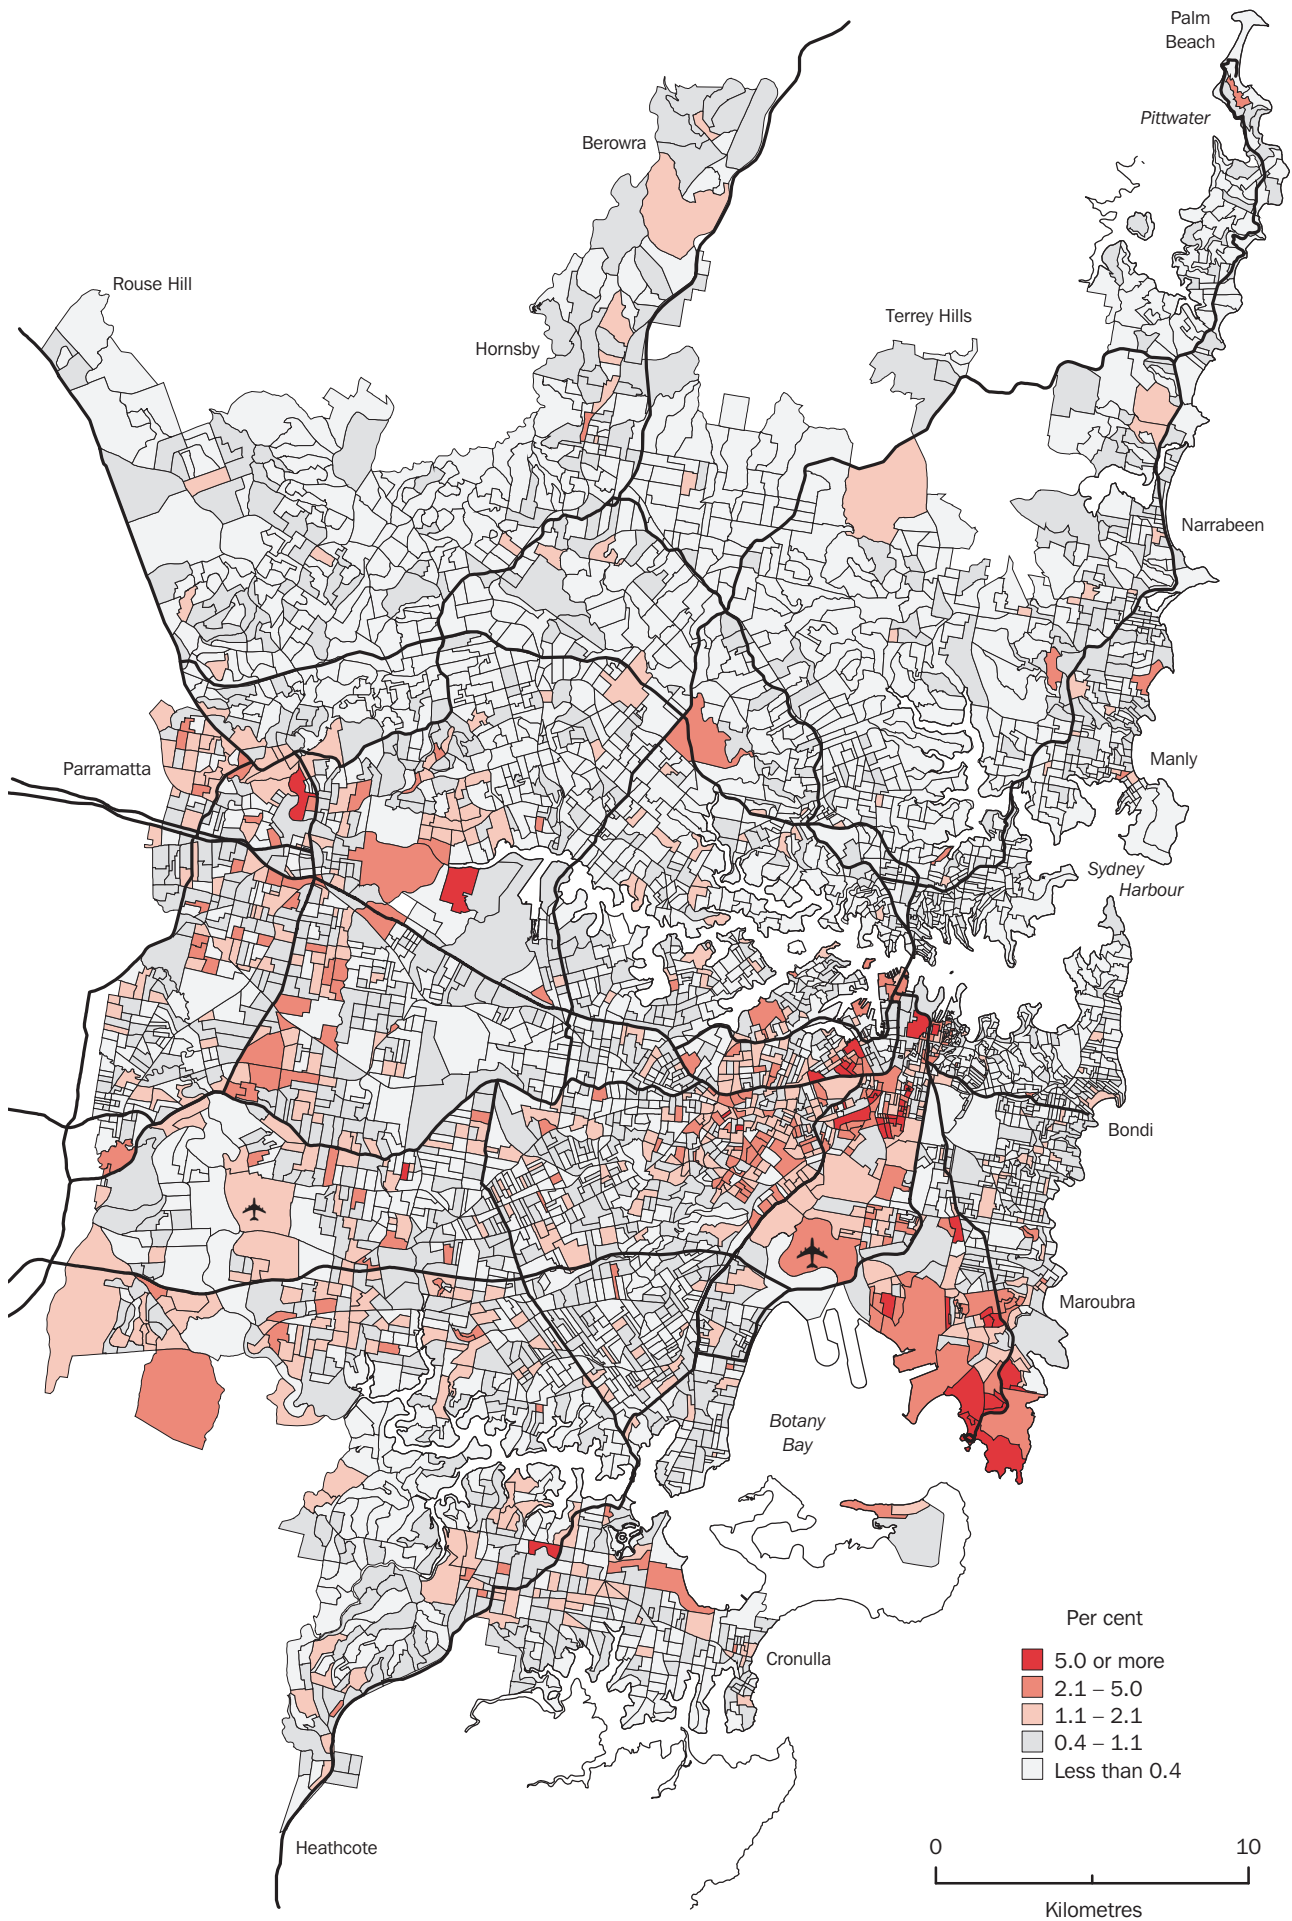 Palm
Beach
Pittwater
Berowra
Rouse Hill
Terrey Hills
Hornsby
Narrabeen
Manly
Parramatta
Sydney
Harbour
Bondi
Maroubra
Botany
Bay
Cronulla
Heathcote
Per cent
5.0 or more
2.1 – 5.0
1.1 – 2.1
0.4 – 1.1
Less than 0.4
0 10
Kilometres